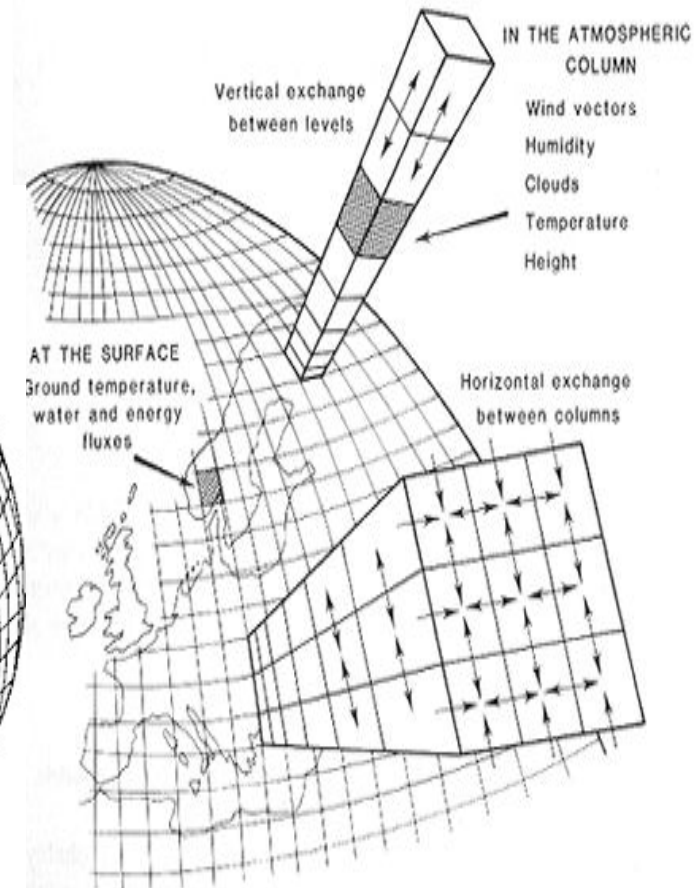 IN THE ATMOSPHERIC
COLUMN
Wind vectors
Humidity
Clouds
Temperature
Height
Vertical exchange
between levels
AT THE SURFACE
Ground temperature,
water and energy
fluxes
Horizontal exchange
between columns